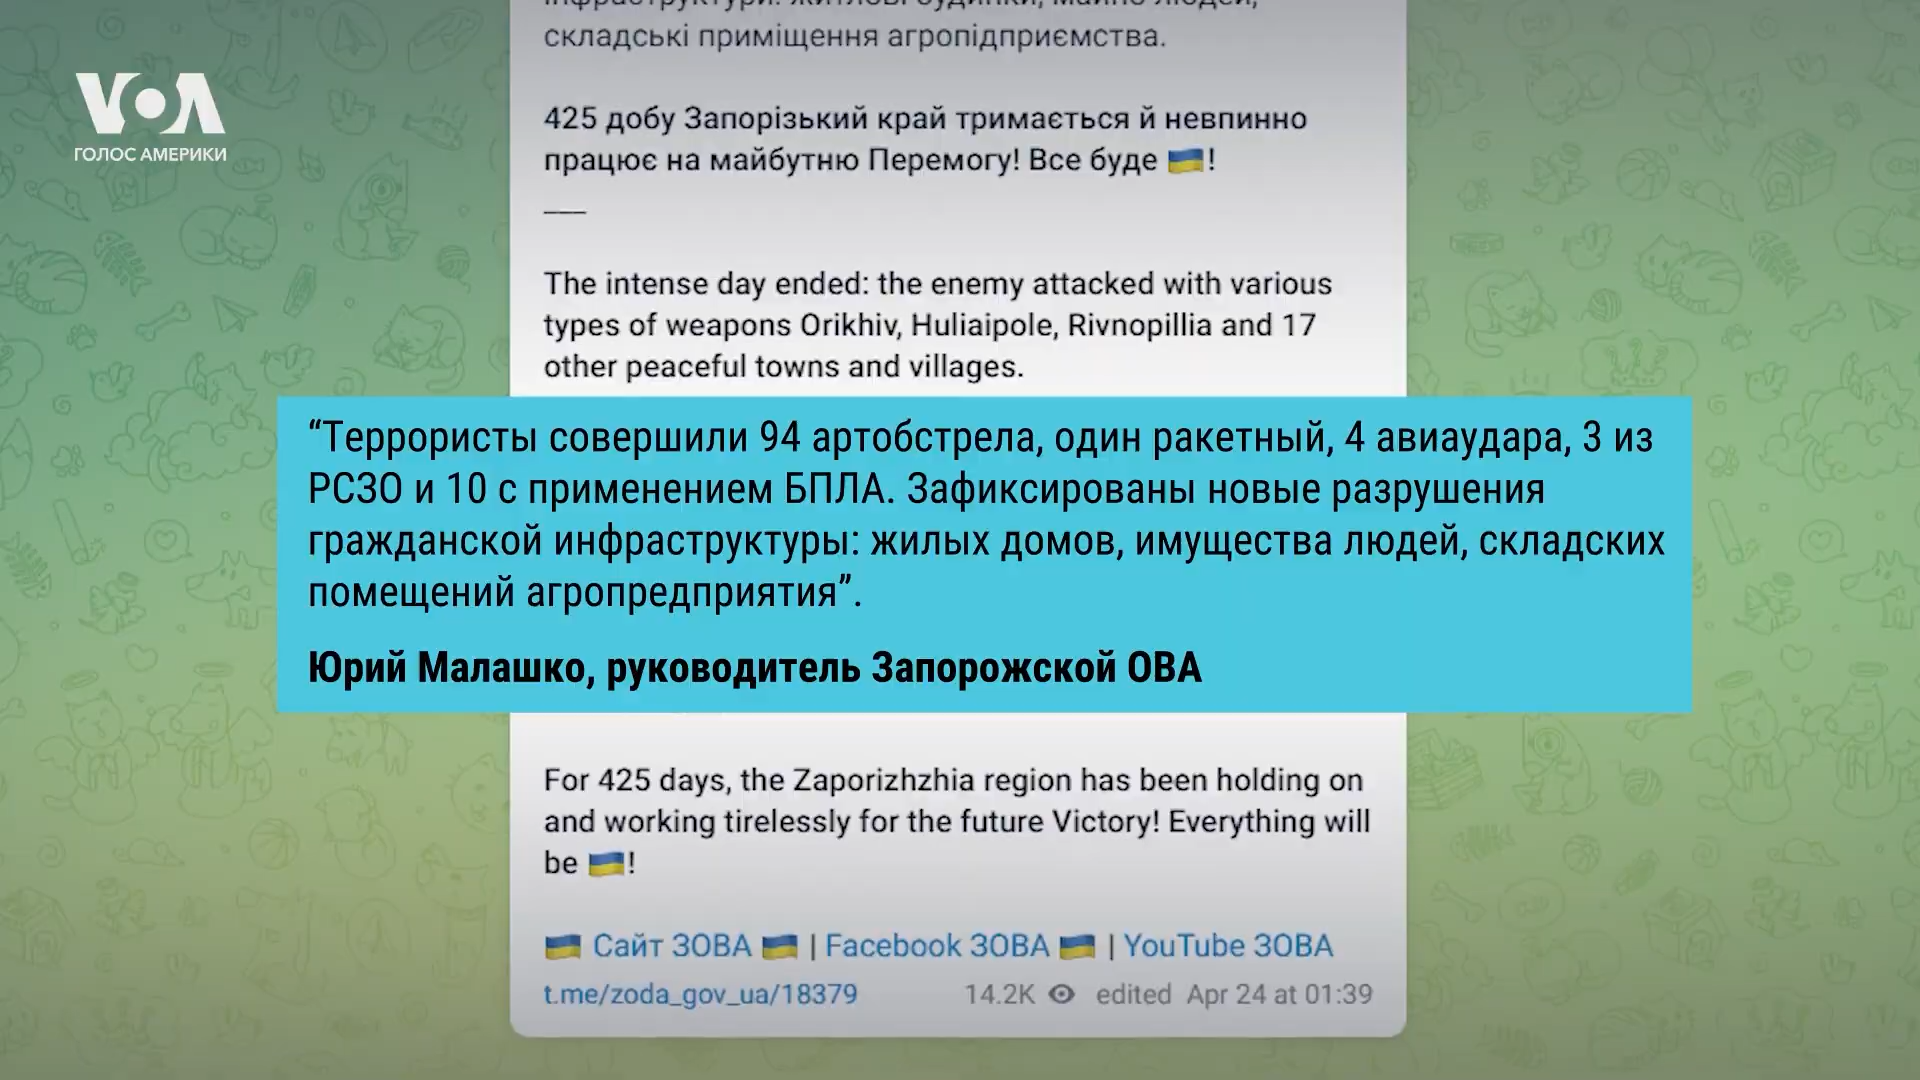 інфраструктури: житлові будинки, майно людей,
складські приміщення агропідприємства.
VOA
ГОЛОС АМЕРИКИ
425 добу Запорізький край тримається й невпинно
працює на майбутню Перемогу! Все буде 🇺🇦!
___
The intense day ended: the enemy attacked with various
types of weapons Orikhiv, Huliaipole, Rivnopillia and 17
other peaceful towns and villages.
“Террористы совершили 94 артобстрела, один ракетный, 4 авиаудара, 3 из
РСЗО и 10 с применением БПЛА. Зафиксированы новые разрушения
гражданской инфраструктуры: жилых домов, имущества людей, складских
помещений агропредприятия”.
Юрий Малашко, руководитель Запорожской ОВА
For 425 days, the Zaporizhzhia region has been holding on
and working tirelessly for the future Victory! Everything will
be 🇺🇦!
🇺🇦 Сайт ЗОВА 🇺🇦 | Facebook ЗОВА 🇺🇦 | YouTube ЗОВА
t.me/zoda_gov_ua/18379 14.2K edited Apr 24 at 01:39